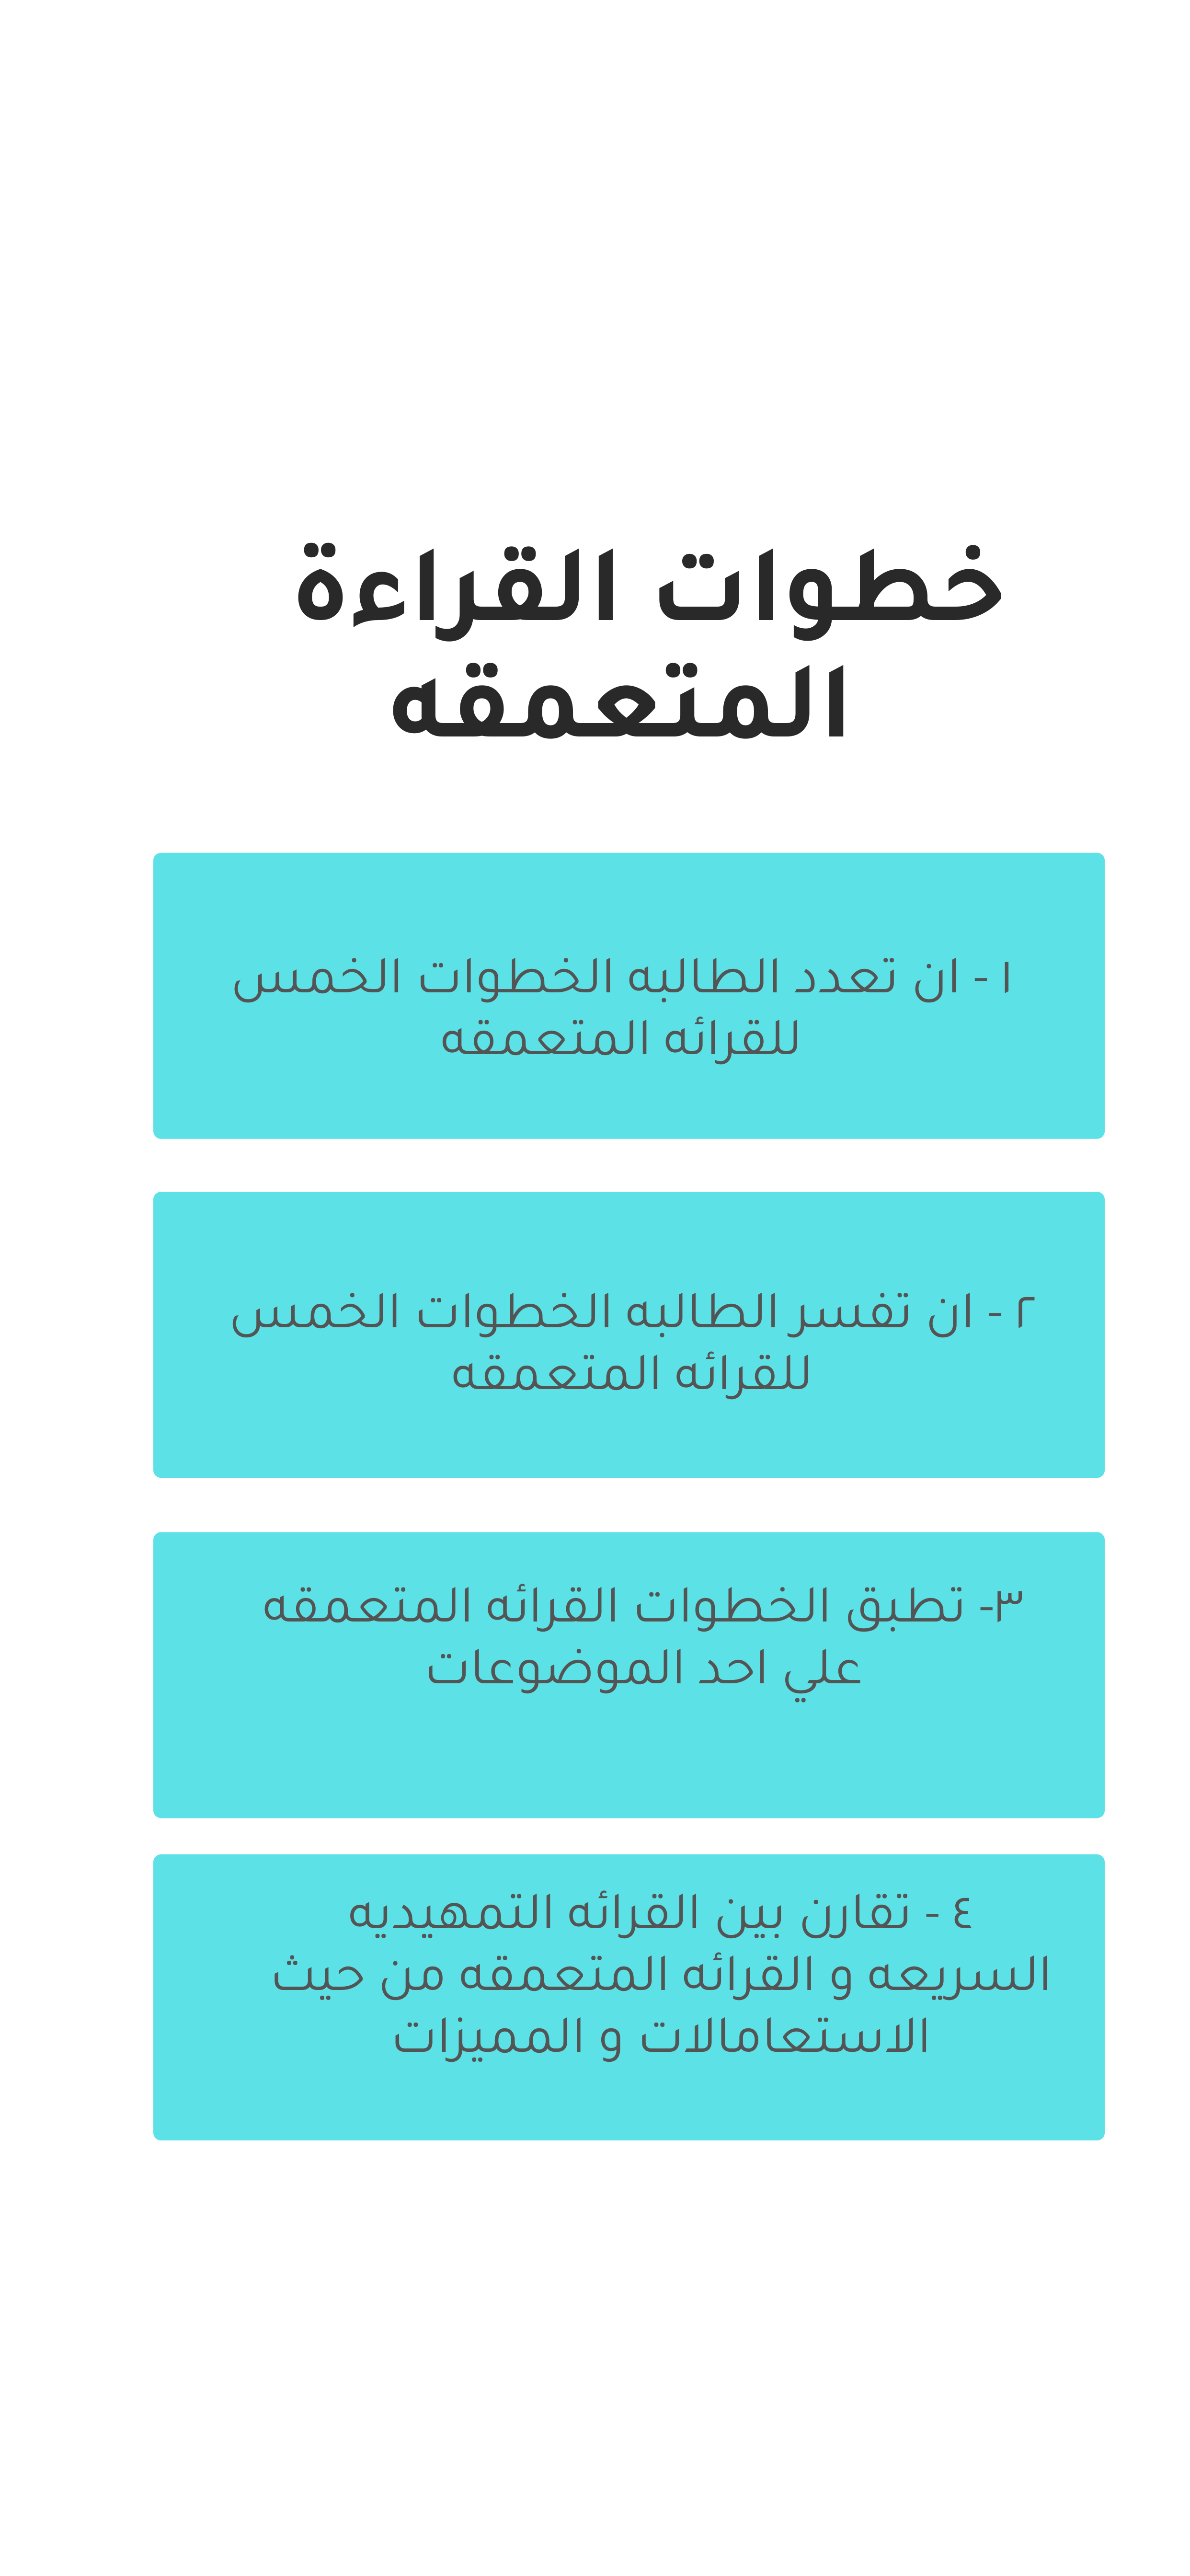 خطوات القراءة
المتعمقه
١ - ان تعدد الطالبه الخطوات الخمس
للقرائه المتعمقه
٢ - ان تفسر الطالبه الخطوات الخمس
للقرائه المتعمقه
٣- تطبق الخطوات القرائه المتعمقه
علي احد الموضوعات
٤ - تقارن بين القرائه التمهيديه
السريعه و القرائه المتعمقه من حيث
الاستعامالات و المميزات